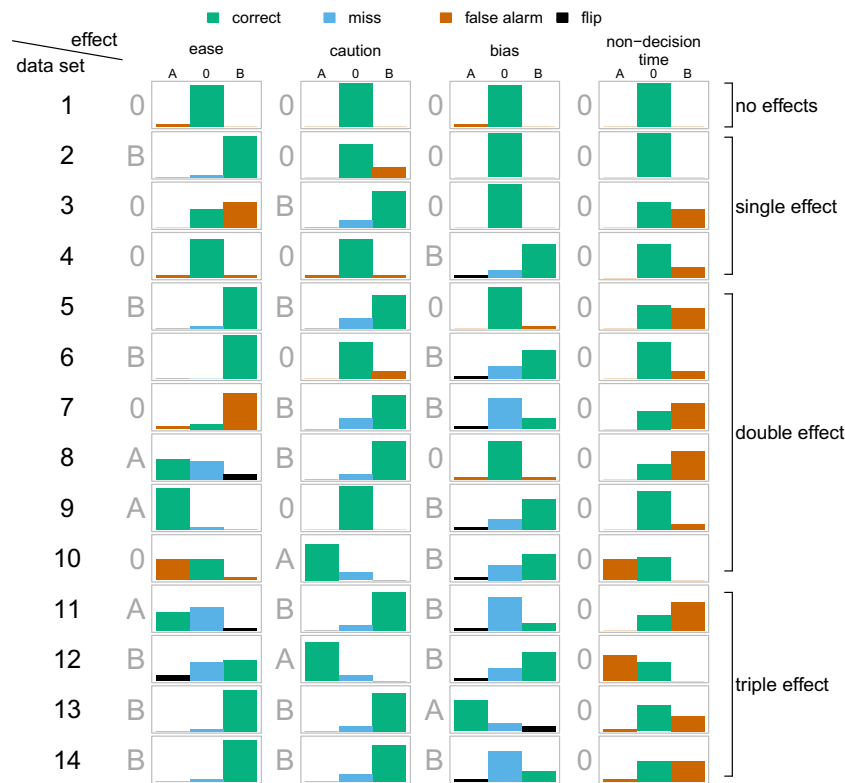 correct miss false alarm flip
effect
data set
ease caution bias non−decision time
A 0 B A 0 B A 0 B A 0 B
1 0 0 0 0 no effects
2 B 0 0 0
3 0 B 0 0 single effect
4 0 0 B 0
5 B B 0 0
6 B 0 B 0
7 0 B B 0 double effect
8 A B 0 0
9 A 0 B 0
10 0 A B 0
11 A B B 0
12 B A B 0 triple effect
13 B B A 0
14 B B B 0